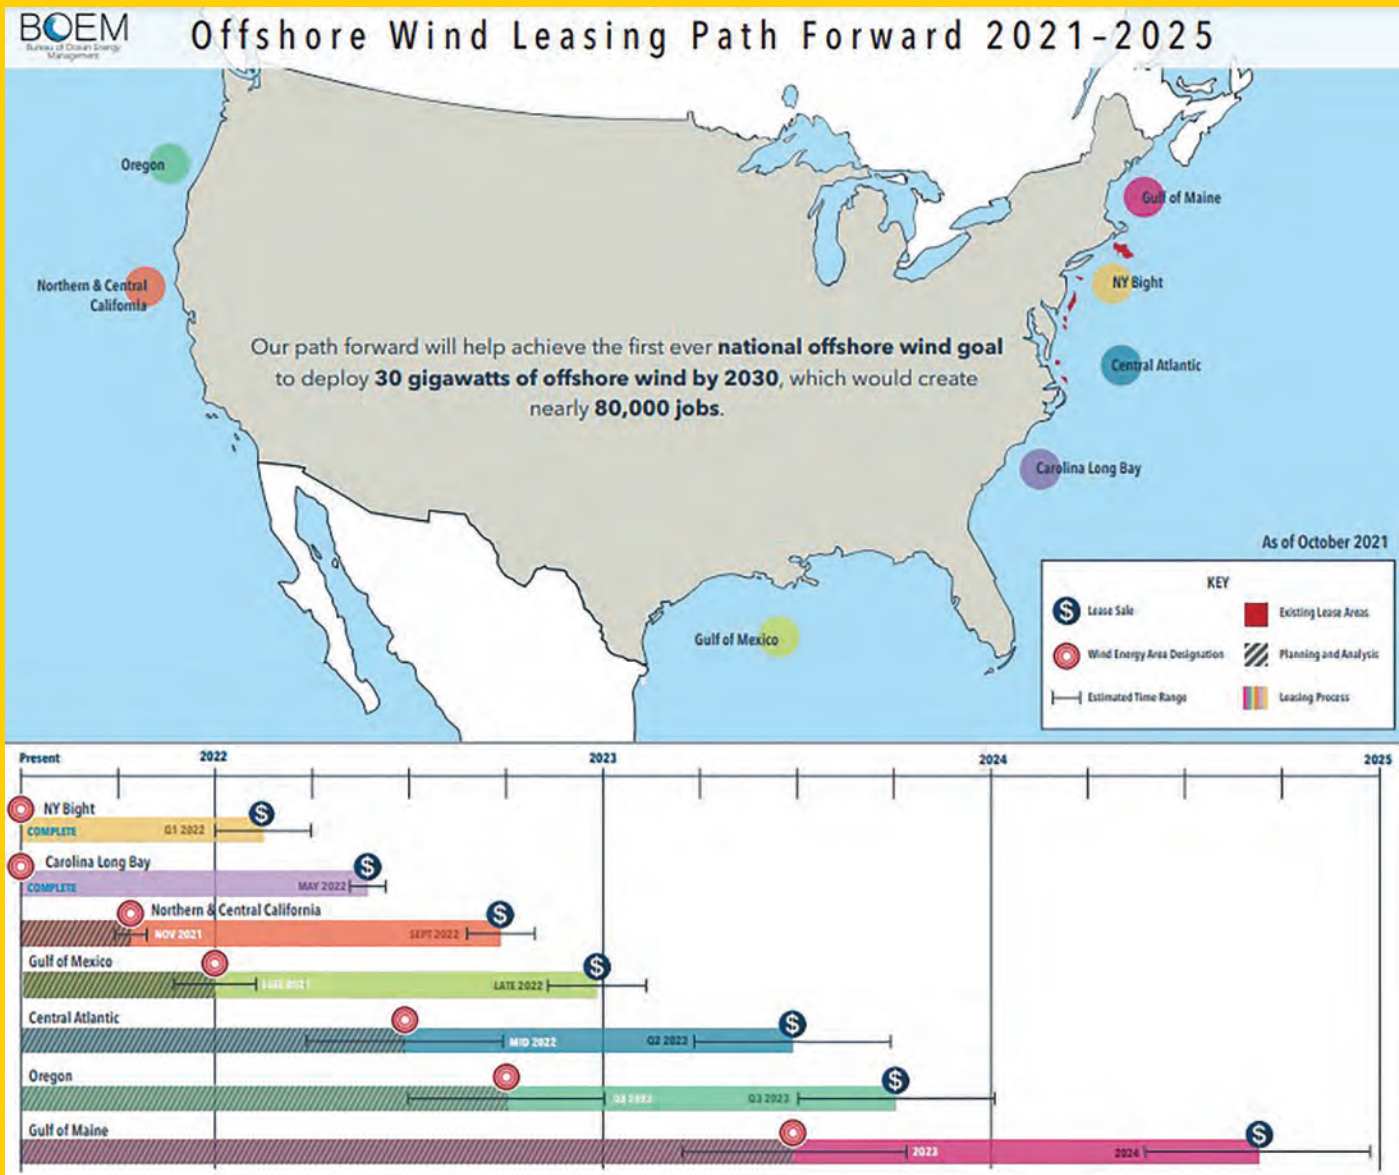 BOEM
Bureau of Ocean Energy
Management
Offshore Wind Leasing Path Forward 2021-2025
Oregon
Gulf of Maine
Northern & Central
California
NY Bight
Our path forward will help achieve the first ever national offshore wind goal
to deploy 30 gigawatts of offshore wind by 2030, which would create
nearly 80,000 jobs.
Central Atlantic
Carolina Long Bay
Gulf of Mexico
As of October 2021
KEY
$ Lease Sale
Existing Lease Areas
Wind Energy Area Designation
Planning and Analysis
Estimated Time Range
Leasing Process
Present 2022 2023 2024 2025
NY Bight $
COMPLETE Q1 2022
Carolina Long Bay $
COMPLETE MAY 2022
Northern & Central California $
NOV 2021 SEPT 2022
Gulf of Mexico $
LATE 2021 LATE 2022
Central Atlantic $
MID 2022 Q2 2023
Oregon $
2022 Q3 2023
Gulf of Maine $
2023 2024